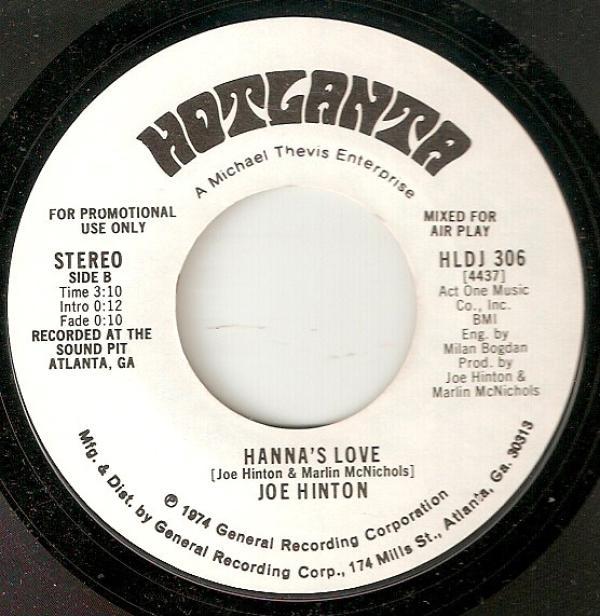 HOTLANTA
A Michael Thevis Enterprise
FOR PROMOTIONAL
USE ONLY
STEREO
SIDE B
Time 3:10
Intro 0:12
Fade 0:10
RECORDED AT THE
SOUND PIT
ATLANTA, GA
MIXED FOR
AIR PLAY
HLDJ 306
[4437]
Act One Music
Co., Inc.
BMI
Eng. by
Milan Bogdan
Prod. by
Joe Hinton &
Marlin McNichols
HANNA'S LOVE
[Joe Hinton & Marlin McNichols]
JOE HINTON
℗ 1974 General Recording Corporation
Mfg. & Dist. by General Recording Corp., 174 Mills St., Atlanta, Ga. 30313